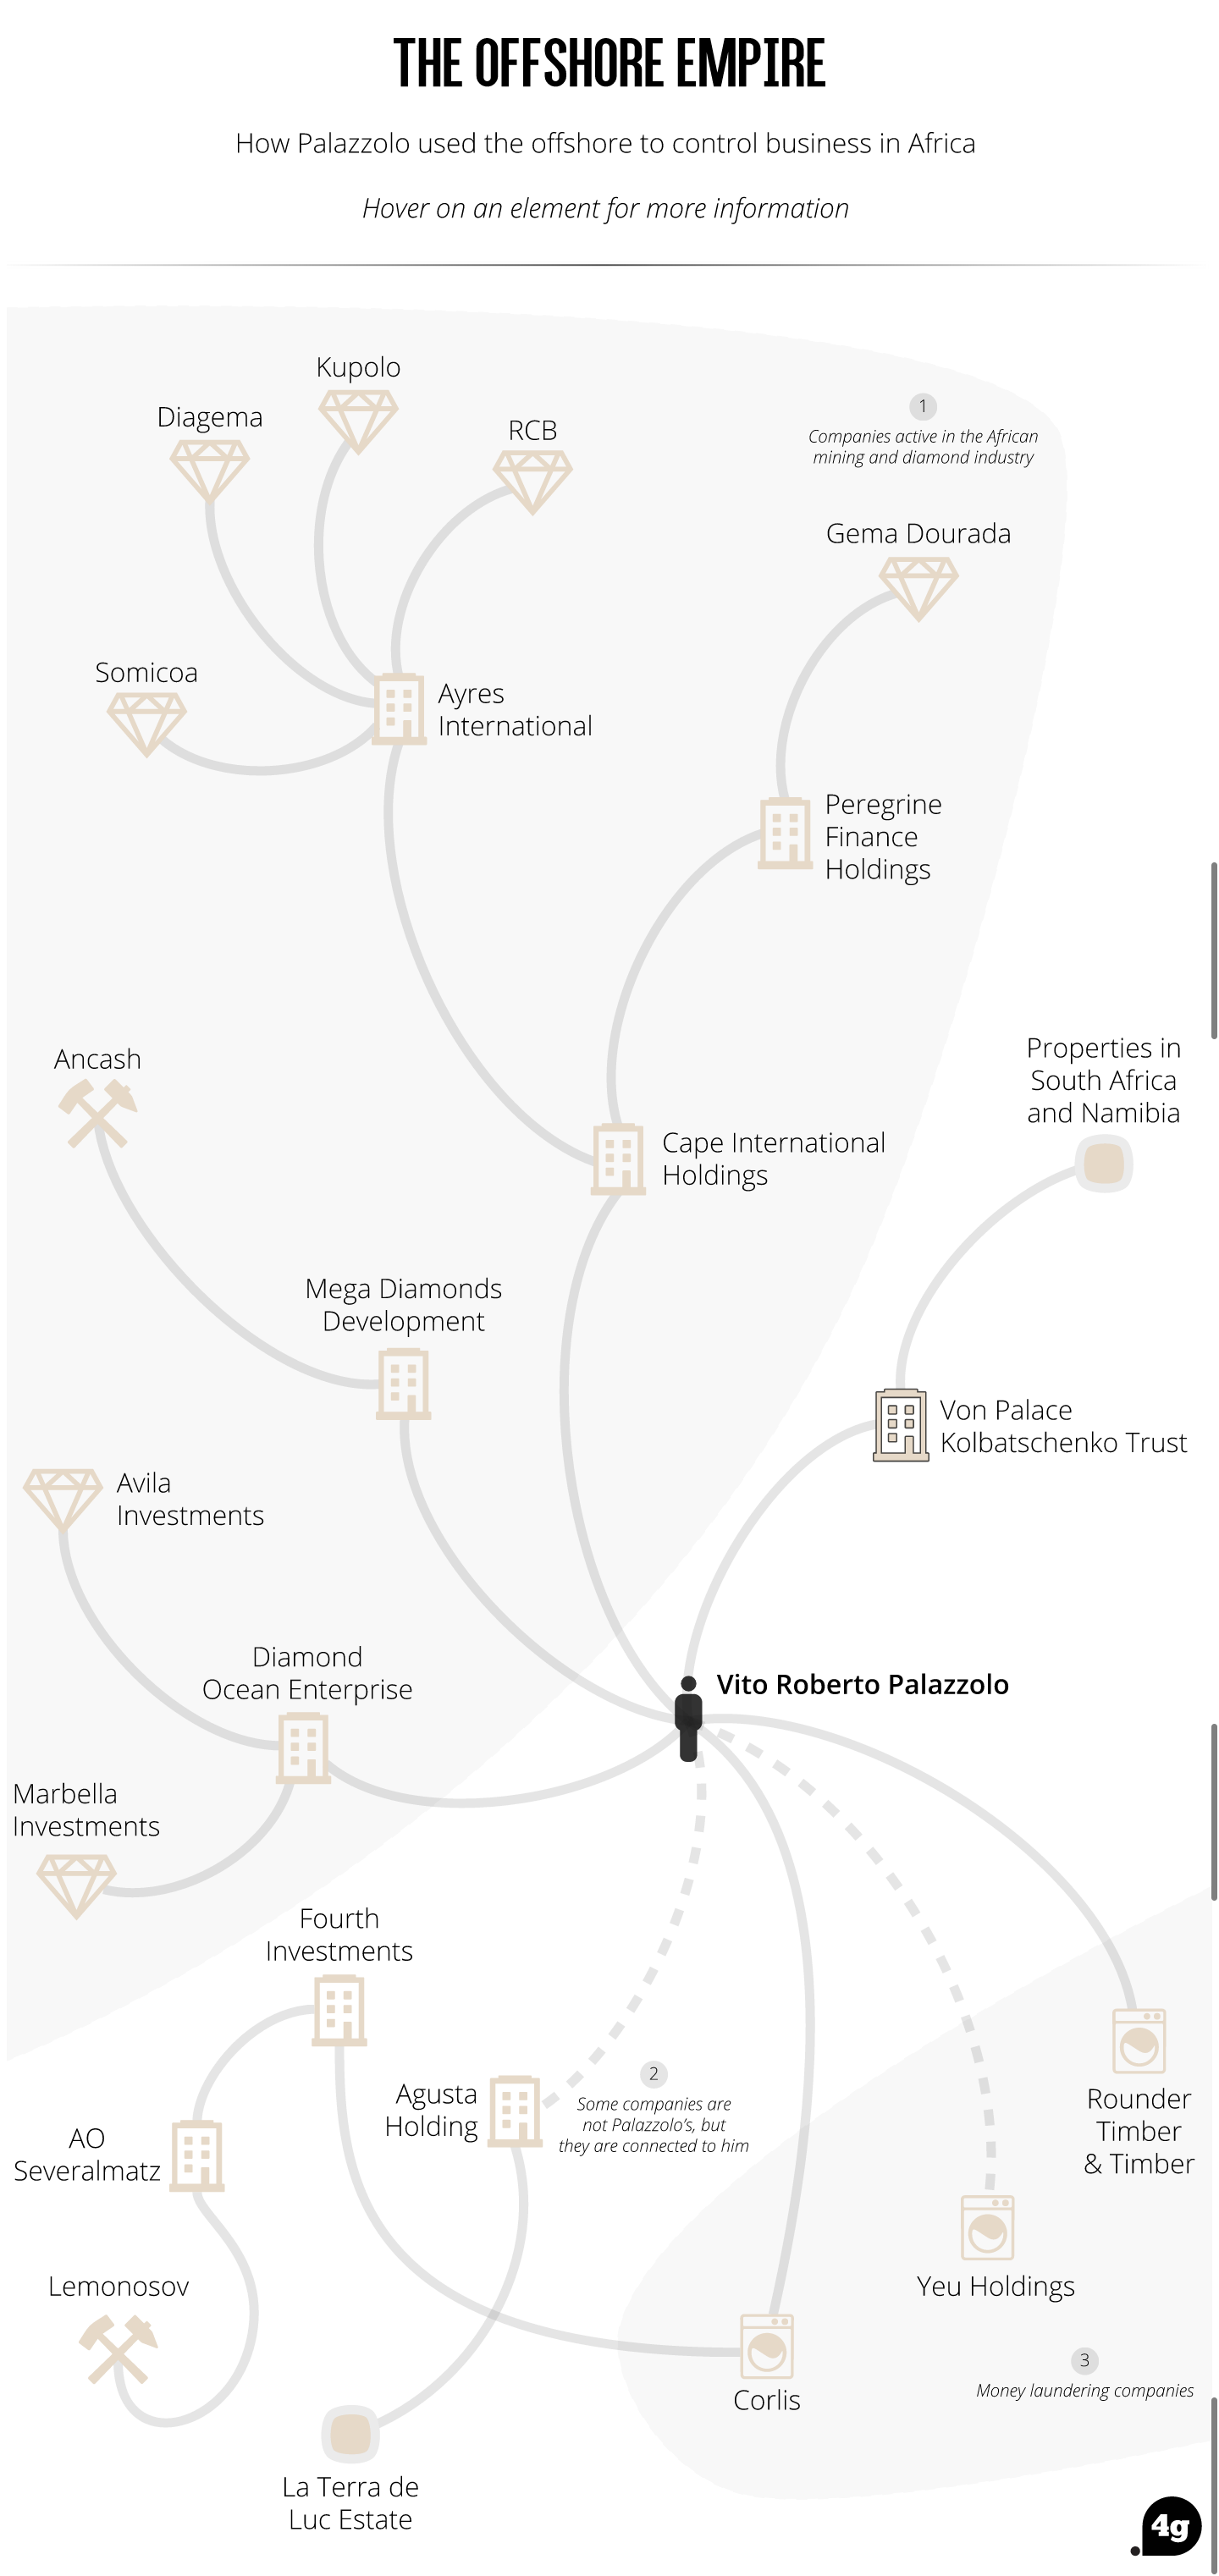 THE OFFSHORE EMPIRE
How Palazzolo used the offshore to control business in Africa
Hover on an element for more information
Kupolo
Diagema
RCB
1
Companies active in the African
mining and diamond industry
Gema Dourada
Somicoa
Ayres
International
Peregrine
Finance
Holdings
Ancash
Properties in
South Africa
and Namibia
Cape International
Holdings
Mega Diamonds
Development
Von Palace
Kolbatschenko Trust
Avila
Investments
Diamond
Ocean Enterprise
Vito Roberto Palazzolo
Marbella
Investments
Fourth
Investments
Agusta
Holding
2
Some companies are
not Palazzolo's, but
they are connected to him
Rounder
Timber
& Timber
AO
Severalmatz
Lemonosov
Yeu Holdings
3
Money laundering companies
Corlis
La Terra de
Luc Estate
4g